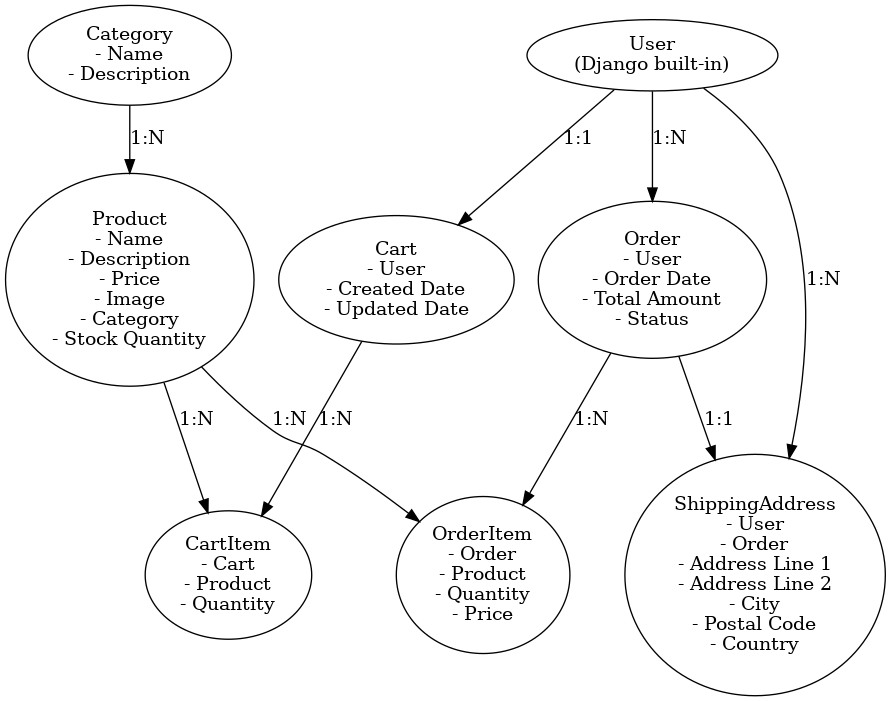 Category
- Name
- Description
User
(Django built-in)
1:N
1:1
1:N
1:N
Product
- Name
- Description
- Price
- Image
- Category
- Stock Quantity
Cart
- User
- Created Date
- Updated Date
Order
- User
- Order Date
- Total Amount
- Status
1:N
1:N
1:N
1:N
1:1
CartItem
- Cart
- Product
- Quantity
OrderItem
- Order
- Product
- Quantity
- Price
ShippingAddress
- User
- Order
- Address Line 1
- Address Line 2
- City
- Postal Code
- Country